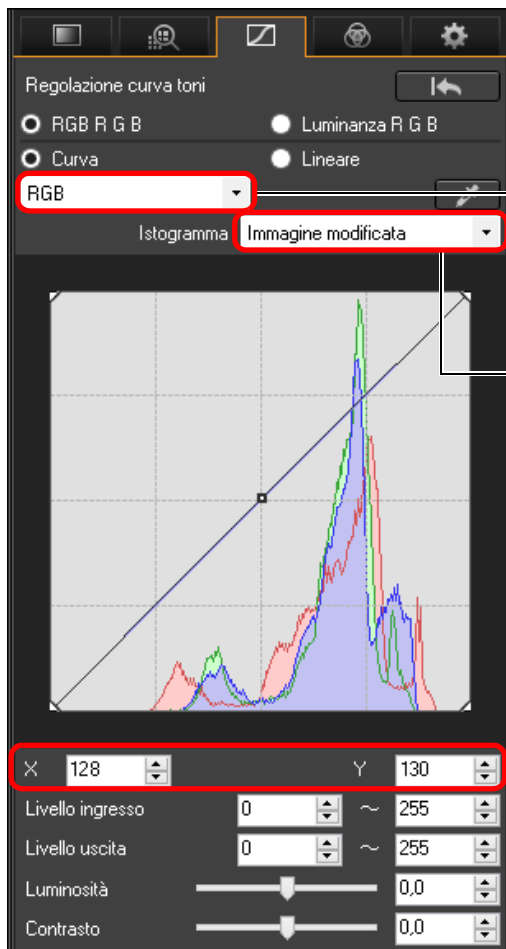 Regolazione curva toni
RGB R G B Luminanza R G B
Curva Lineare
RGB
Istogramma Immagine modificata
X 128 Y 130
Livello ingresso 0 ~ 255
Livello uscita 0 ~ 255
Luminosità 0,0
Contrasto 0,0